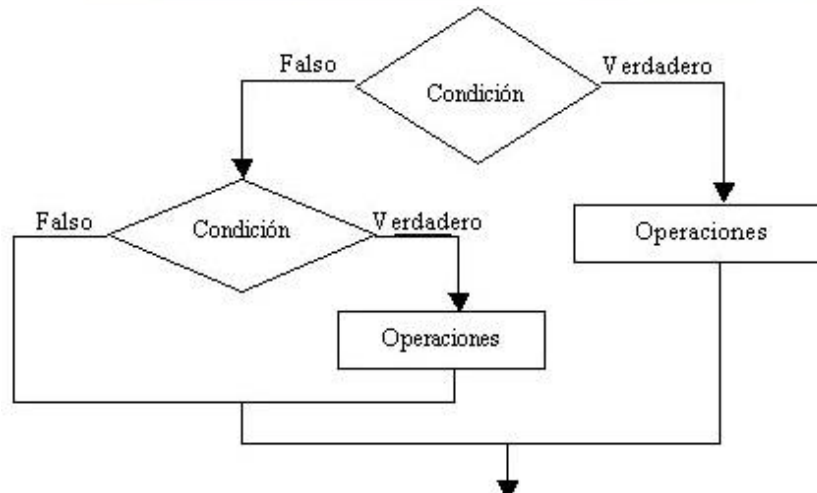 Falso
Verdadero
Condición
Falso
Condición
Verdadero
Operaciones
Operaciones